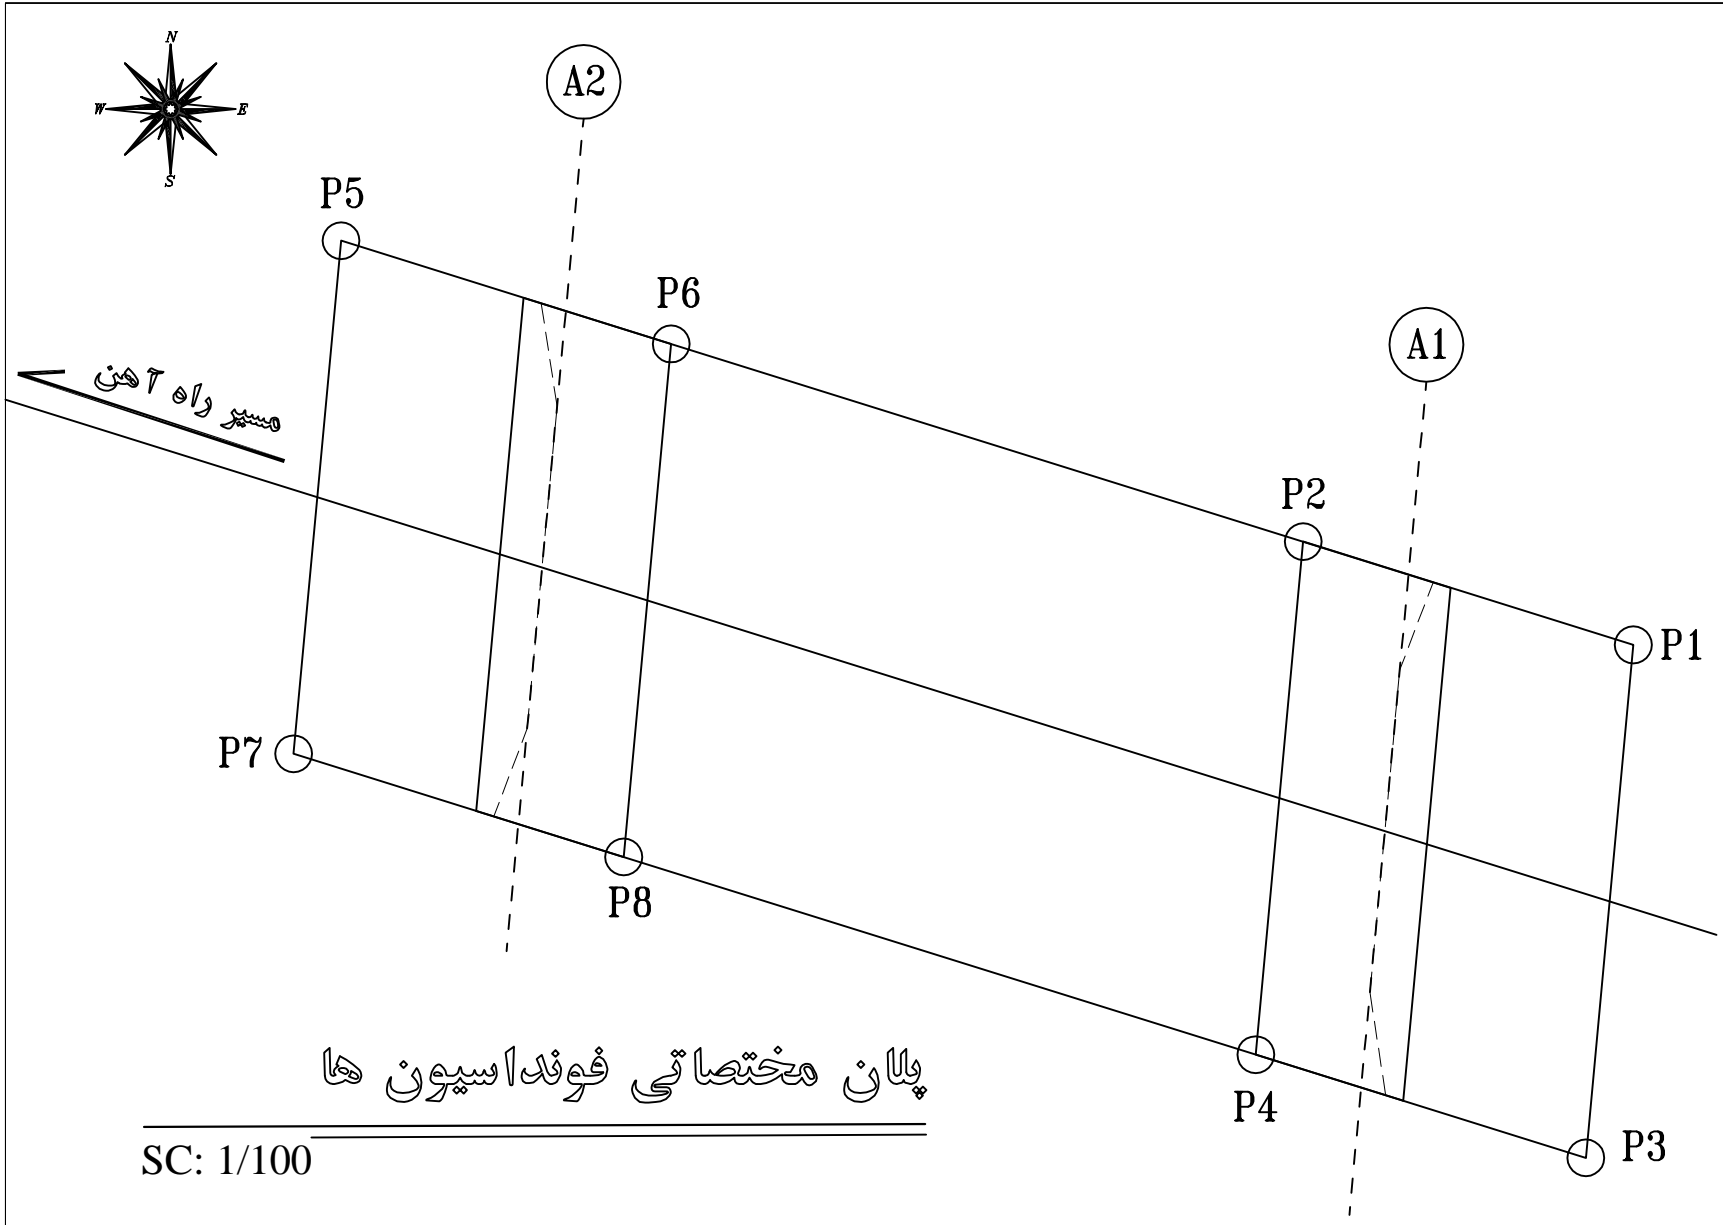 N
W E
S
A2
P5
P6
A1
مسیر راه آهن
P2
P1
P7
P8
P4
P3
پلان مختصاتی فونداسیون ها
SC: 1/100